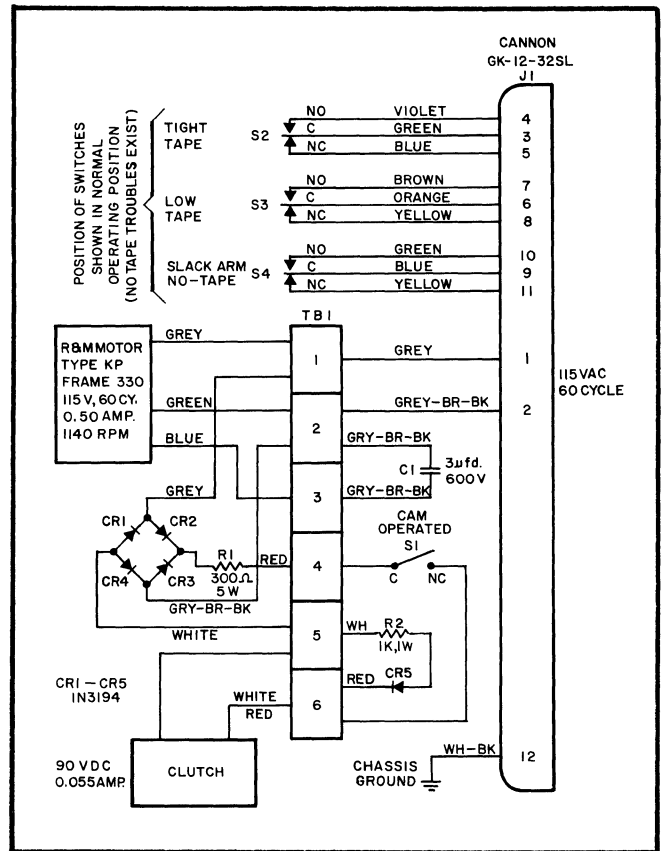 CANNON
GK-12-32SL
J1
POSITION OF SWITCHES
SHOWN IN NORMAL
OPERATING POSITION
(NO TAPE TROUBLES EXIST)
TIGHT
TAPE
S2
NO VIOLET 4
C GREEN 3
NC BLUE 5
LOW
TAPE
S3
NO BROWN 7
C ORANGE 6
NC YELLOW 8
SLACK ARM
NO-TAPE
S4
NO GREEN 10
C BLUE 9
NC YELLOW 11
TB1
R&M MOTOR
TYPE KP
FRAME 330
115V, 60CY.
0.50 AMP.
1140 RPM
GREY
GREEN
BLUE
1
2
3
4
5
6
GREY 1
GREY-BR-BK 2
115VAC
60 CYCLE
GRY-BR-BK
C1
3µfd.
600V
GRY-BR-BK
GREY
CR1 CR2
CR4 CR3
R1
300Ω
5W
RED
GRY-BR-BK
WHITE
CAM
OPERATED
S1
C NC
WH R2
1K,1W
RED CR5
CR1-CR5
1N3194
WHITE
RED
90 VDC
0.055AMP.
CLUTCH
CHASSIS
GROUND
WH-BK 12